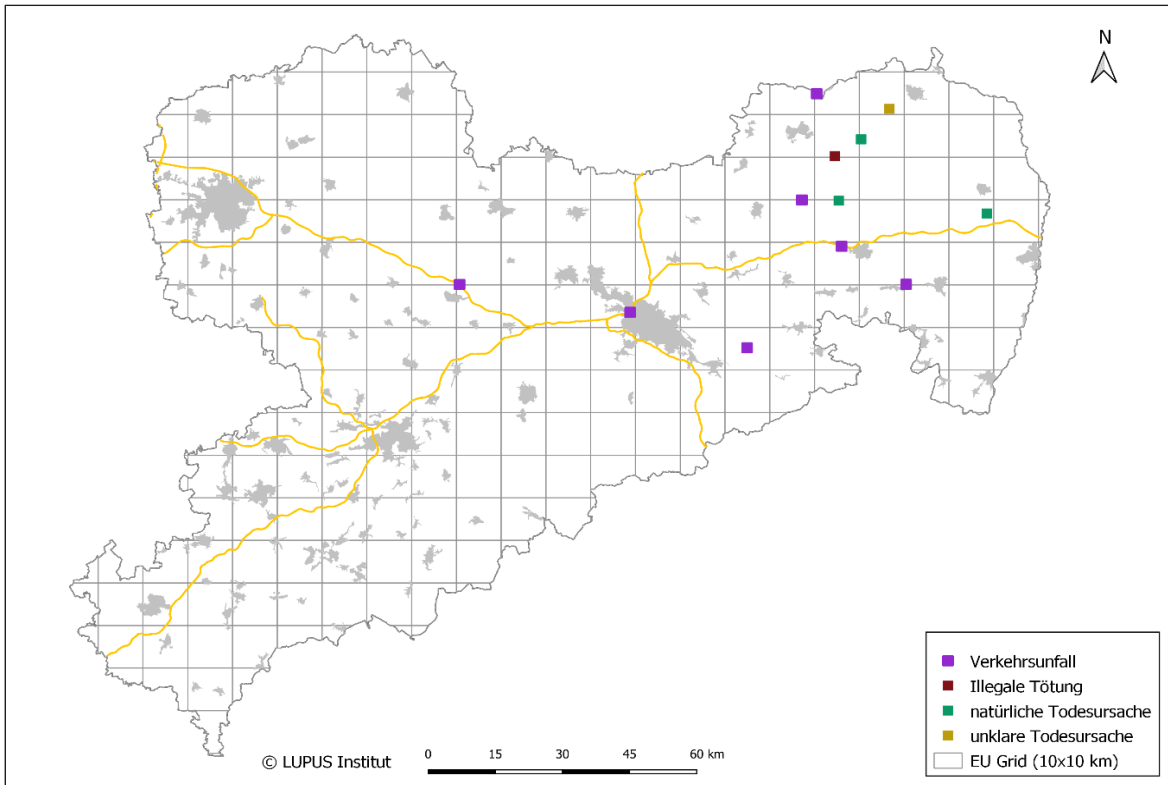 N
Verkehrsunfall
Illegale Tötung
natürliche Todesursache
unklare Todesursache
EU Grid (10x10 km)
© LUPUS Institut
0 15 30 45 60 km